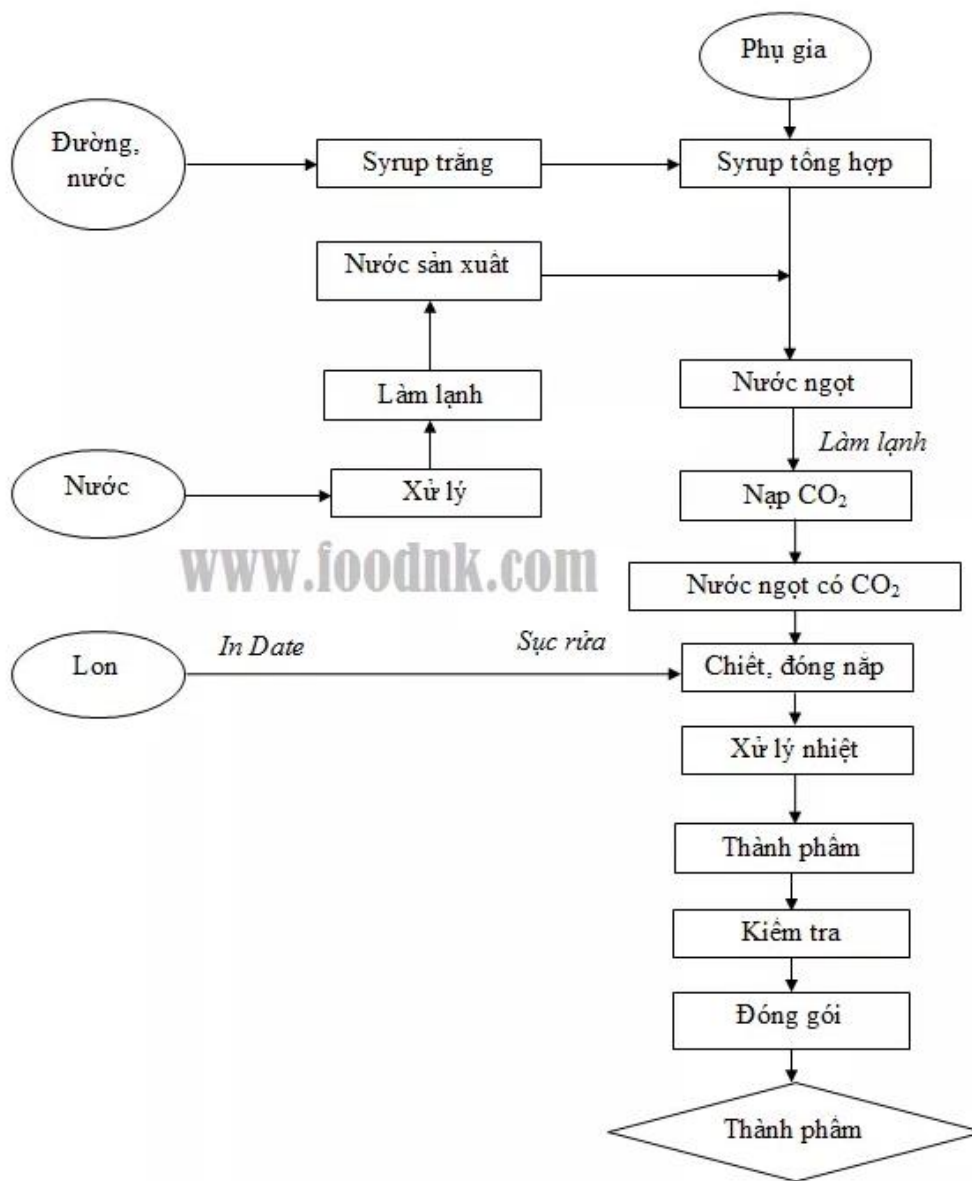 Phụ gia
Đường,
nước
Syrup trắng
Syrup tổng hợp
Nước sản xuất
Làm lạnh
Nước ngọt
Làm lạnh
Nước
Xử lý
Nạp CO₂
www.foodnk.com
Nước ngọt có CO₂
Lon
In Date
Sục rửa
Chiết, đóng nắp
Xử lý nhiệt
Thành phẩm
Kiểm tra
Đóng gói
Thành phẩm